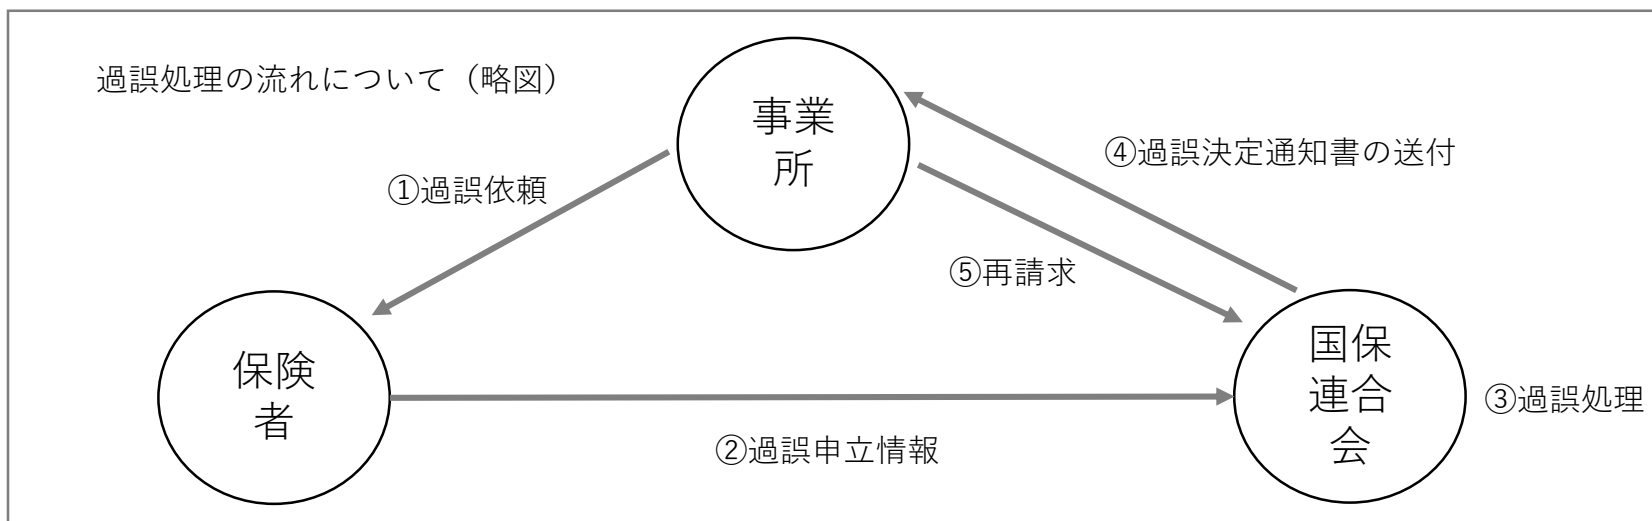 過誤処理の流れについて（略図）
事業
所
④過誤決定通知書の送付
①過誤依頼
⑤再請求
保険
者
国保
連合
会
③過誤処理
②過誤申立情報